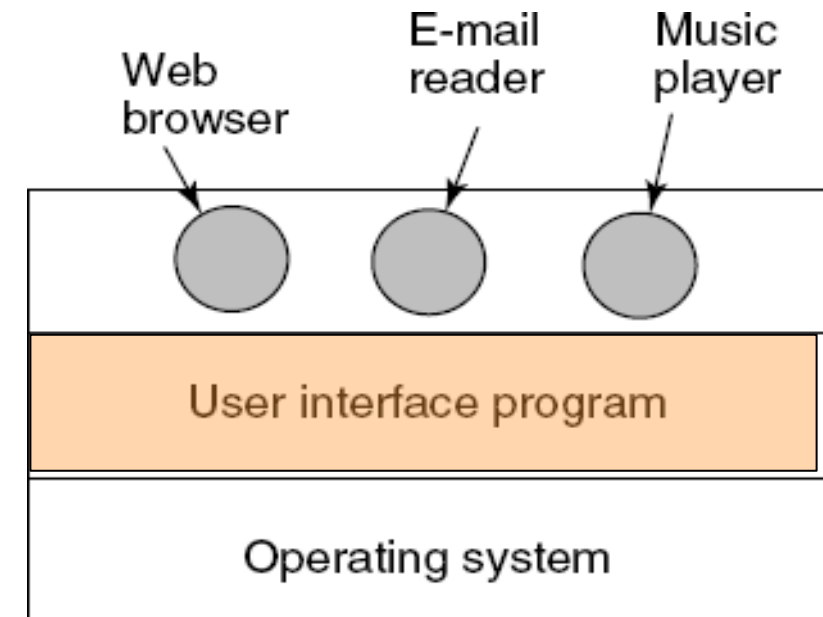 Web
browser
E-mail
reader
Music
player
User interface program
Operating system